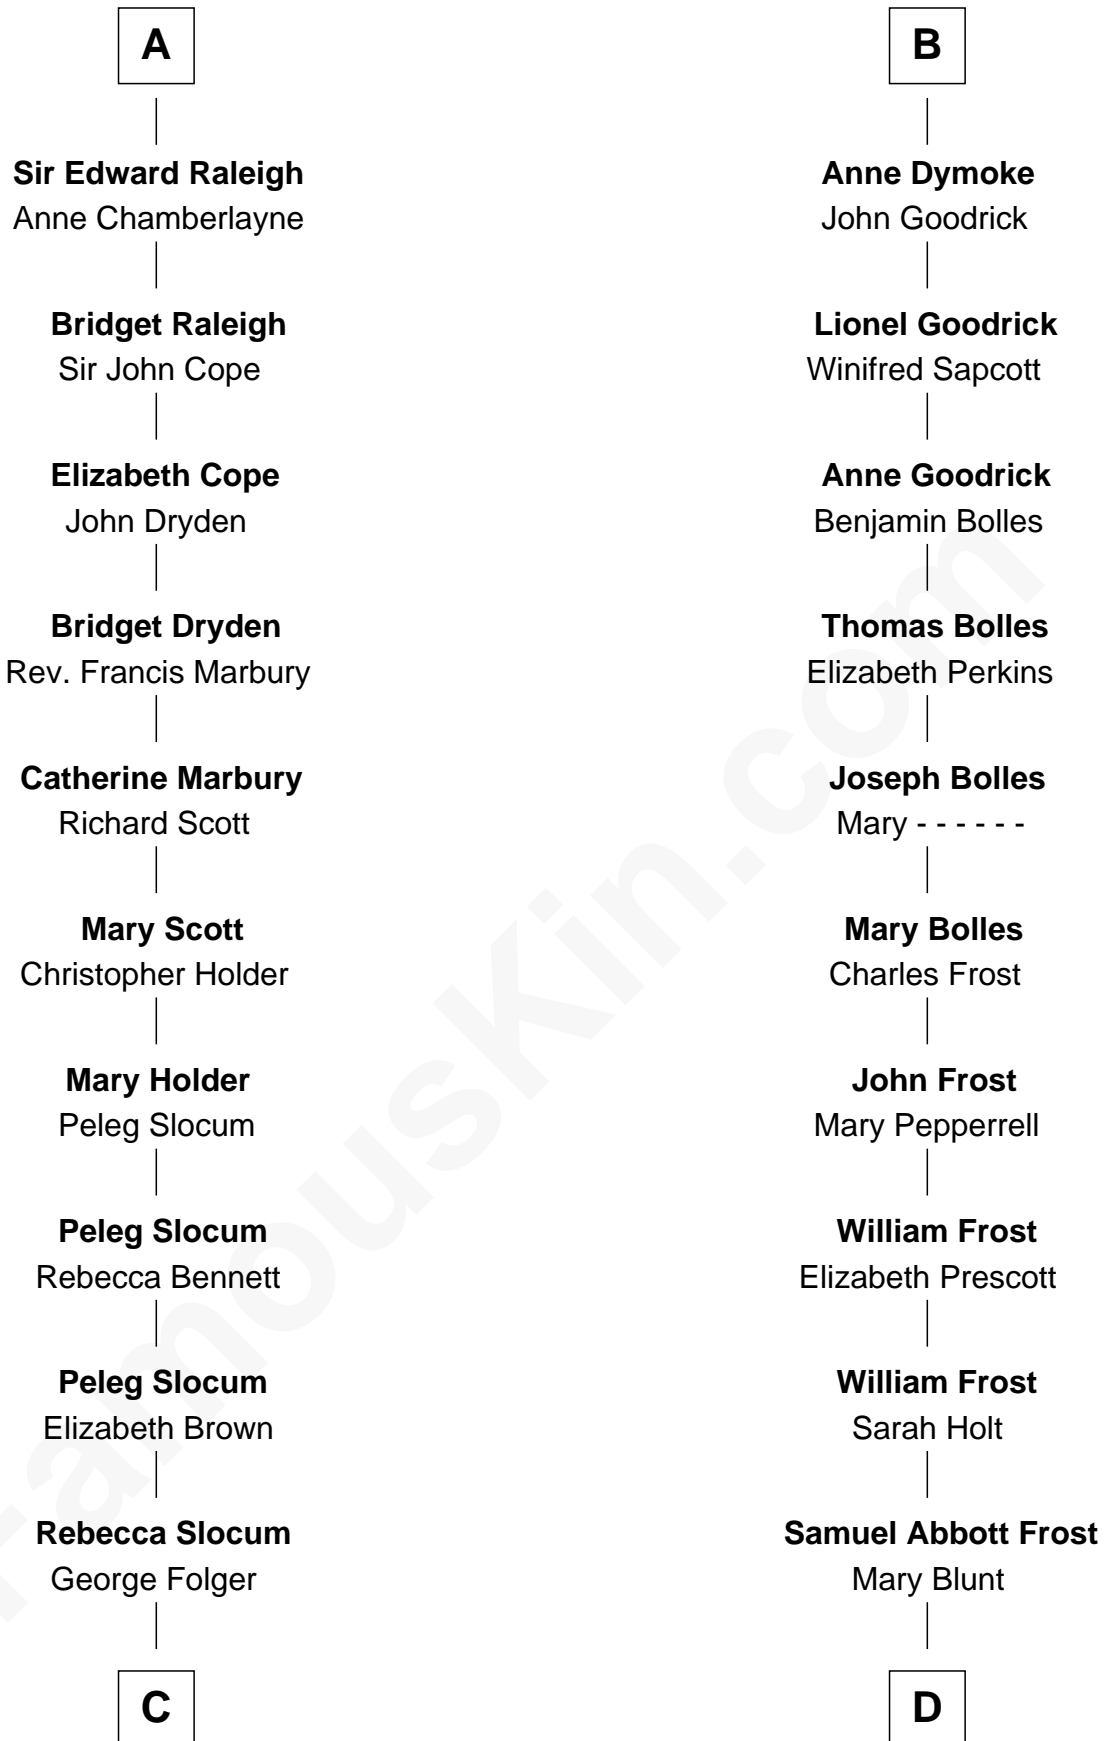 A
Sir Edward Raleigh
Anne Chamberlayne
Bridget Raleigh
Sir John Cope
Elizabeth Cope
John Dryden
Bridget Dryden
Rev. Francis Marbury
Catherine Marbury
Richard Scott
Mary Scott
Christopher Holder
Mary Holder
Peleg Slocum
Peleg Slocum
Rebecca Bennett
Peleg Slocum
Elizabeth Brown
Rebecca Slocum
George Folger
C
B
Anne Dymoke
John Goodrick
Lionel Goodrick
Winifred Sapcott
Anne Goodrick
Benjamin Bolles
Thomas Bolles
Elizabeth Perkins
Joseph Bolles
Mary - - - - - -
Mary Bolles
Charles Frost
John Frost
Mary Pepperrell
William Frost
Elizabeth Prescott
William Frost
Sarah Holt
Samuel Abbott Frost
Mary Blunt
D
FamousKin.com